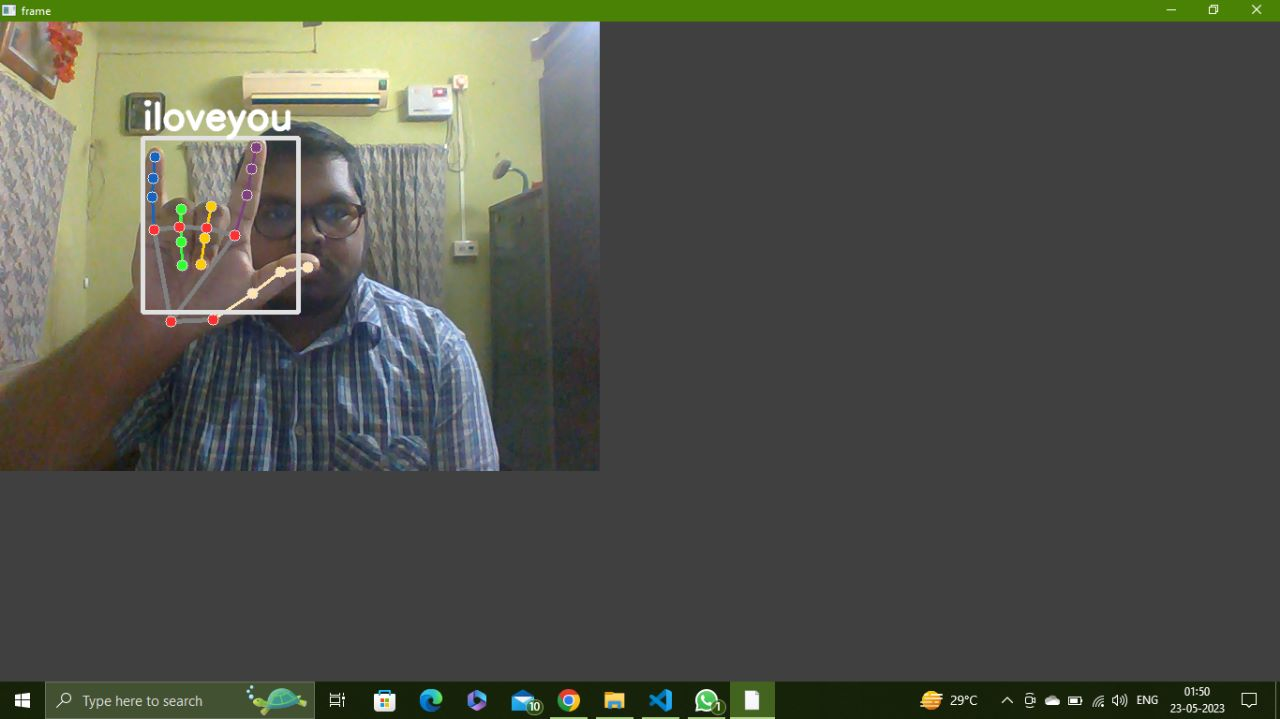 frame
iloveyou
Type here to search
10
1
29°C
ENG
01:50
23-05-2023